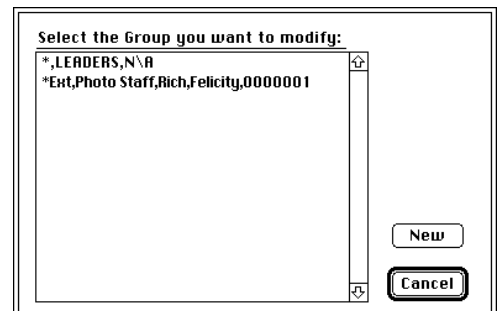 Select the Group you want to modify:
*,LEADERS,N\A
*Ext,Photo Staff,Rich,Felicity,0000001
New
Cancel